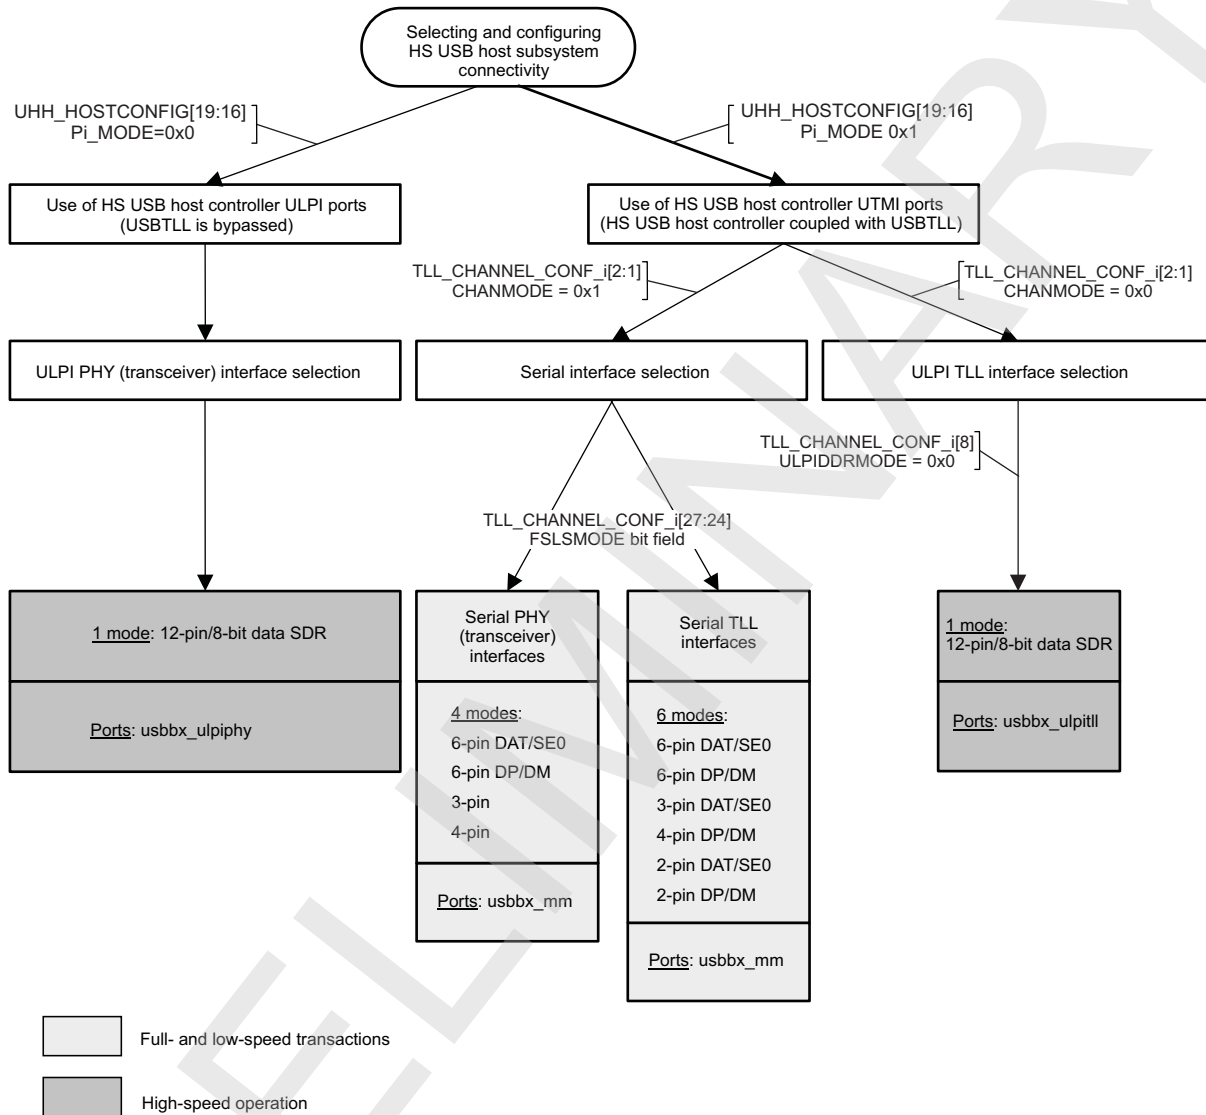 Selecting and configuring
HS USB host subsystem
connectivity
UHH_HOSTCONFIG[19:16]
Pi_MODE=0x0
UHH_HOSTCONFIG[19:16]
Pi_MODE 0x1
Use of HS USB host controller ULPI ports
(USBTLL is bypassed)
Use of HS USB host controller UTMI ports
(HS USB host controller coupled with USBTLL)
TLL_CHANNEL_CONF_i[2:1]
CHANMODE = 0x1
TLL_CHANNEL_CONF_i[2:1]
CHANMODE = 0x0
ULPI PHY (transceiver) interface selection
Serial interface selection
ULPI TLL interface selection
TLL_CHANNEL_CONF_i[8]
ULPIDDRMODE = 0x0
TLL_CHANNEL_CONF_i[27:24]
FSLSMODE bit field
1 mode: 12-pin/8-bit data SDR
Ports: usbbx_ulpiphy
Serial PHY
(transceiver)
interfaces
4 modes:
6-pin DAT/SE0
6-pin DP/DM
3-pin
4-pin
Ports: usbbx_mm
Serial TLL
interfaces
6 modes:
6-pin DAT/SE0
6-pin DP/DM
3-pin DAT/SE0
4-pin DP/DM
2-pin DAT/SE0
2-pin DP/DM
Ports: usbbx_mm
1 mode:
12-pin/8-bit data SDR
Ports: usbbx_ulpitll
Full- and low-speed transactions
High-speed operation
ELIMINARY